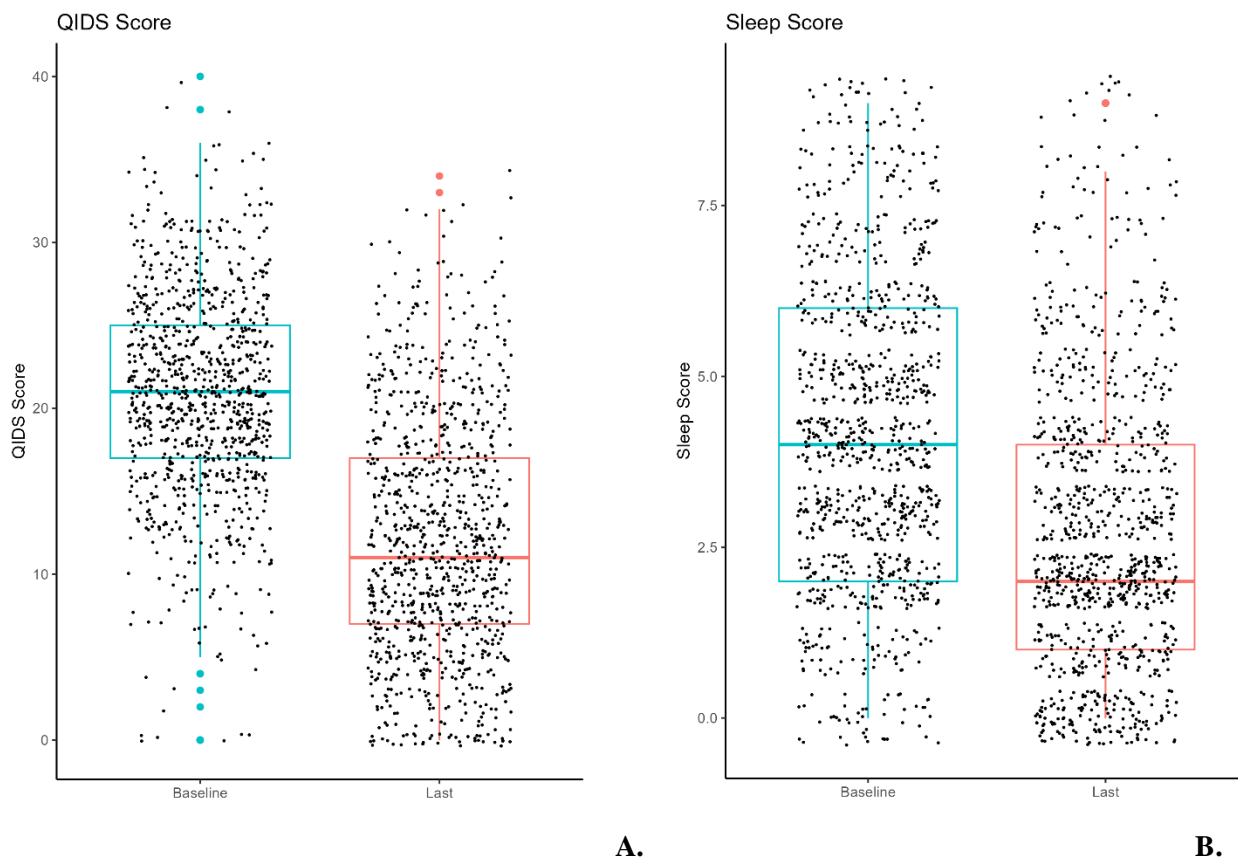 QIDS Score
40
30
20
10
0
QIDS Score
Baseline
Last
A.
Sleep Score
7.5
5.0
2.5
0.0
Sleep Score
Baseline
Last
B.